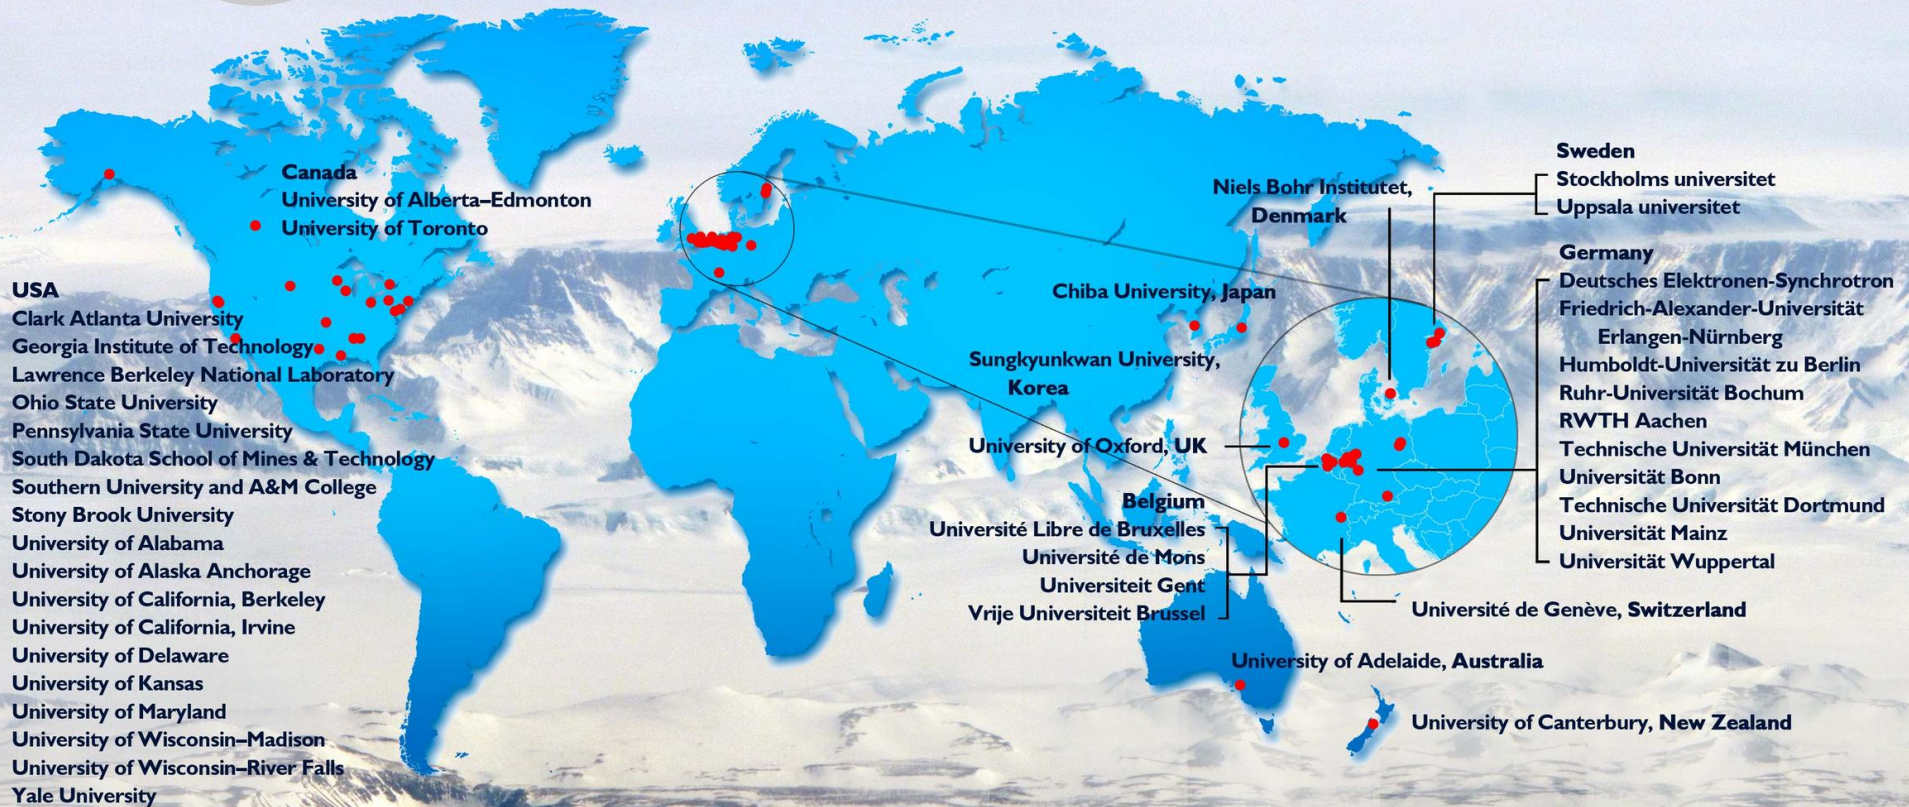 Canada
University of Alberta–Edmonton
University of Toronto
USA
Clark Atlanta University
Georgia Institute of Technology
Lawrence Berkeley National Laboratory
Ohio State University
Pennsylvania State University
South Dakota School of Mines & Technology
Southern University and A&M College
Stony Brook University
University of Alabama
University of Alaska Anchorage
University of California, Berkeley
University of California, Irvine
University of Delaware
University of Kansas
University of Maryland
University of Wisconsin–Madison
University of Wisconsin–River Falls
Yale University
Niels Bohr Institutet,
Denmark
Chiba University, Japan
Sungkyunkwan University,
Korea
University of Oxford, UK
Belgium
Université Libre de Bruxelles
Université de Mons
Universiteit Gent
Vrije Universiteit Brussel
Sweden
Stockholms universitet
Uppsala universitet
Germany
Deutsches Elektronen-Synchrotron
Friedrich-Alexander-Universität
Erlangen-Nürnberg
Humboldt-Universität zu Berlin
Ruhr-Universität Bochum
RWTH Aachen
Technische Universität München
Universität Bonn
Technische Universität Dortmund
Universität Mainz
Universität Wuppertal
Université de Genève, Switzerland
University of Adelaide, Australia
University of Canterbury, New Zealand